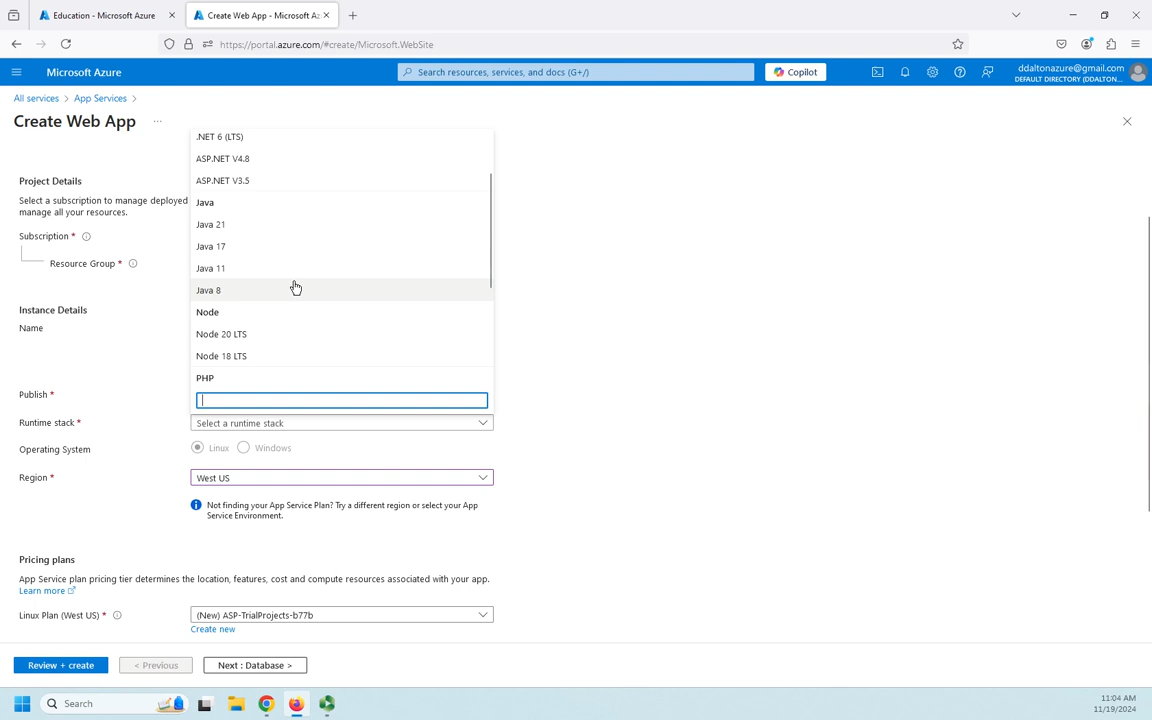 Education - Microsoft Azure
Create Web App - Microsoft Az
https://portal.azure.com/#create/Microsoft.WebSite
Microsoft Azure
Search resources, services, and docs (G+/)
Copilot
ddaltonazure@gmail.com
DEFAULT DIRECTORY (DDALTON...
All services > App Services >
Create Web App ...
Project Details
Select a subscription to manage deployed
manage all your resources.
Subscription *
Resource Group *
Instance Details
Name
Publish *
.NET 6 (LTS)
ASP.NET V4.8
ASP.NET V3.5
Java
Java 21
Java 17
Java 11
Java 8
Node
Node 20 LTS
Node 18 LTS
PHP
Runtime stack *
Select a runtime stack
Operating System
Linux
Windows
Region *
West US
Not finding your App Service Plan? Try a different region or select your App
Service Environment.
Pricing plans
App Service plan pricing tier determines the location, features, cost and compute resources associated with your app.
Learn more
Linux Plan (West US) *
(New) ASP-TrialProjects-b77b
Create new
Review + create
< Previous
Next : Database >
Search
11:04 AM
11/19/2024